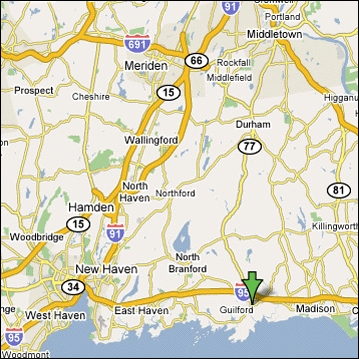 Cromwell
Portland
Middletown
691
91
66
Meriden
Rockfall
Middlefield
Prospect
Cheshire
15
Higganu
Durham
Wallingford
77
North
Haven
Northford
81
Hamden
15
91
Killingworth
Woodbridge
North
Branford
New Haven
34
95
West Haven
East Haven
Guilford
Madison
95
Woodmont